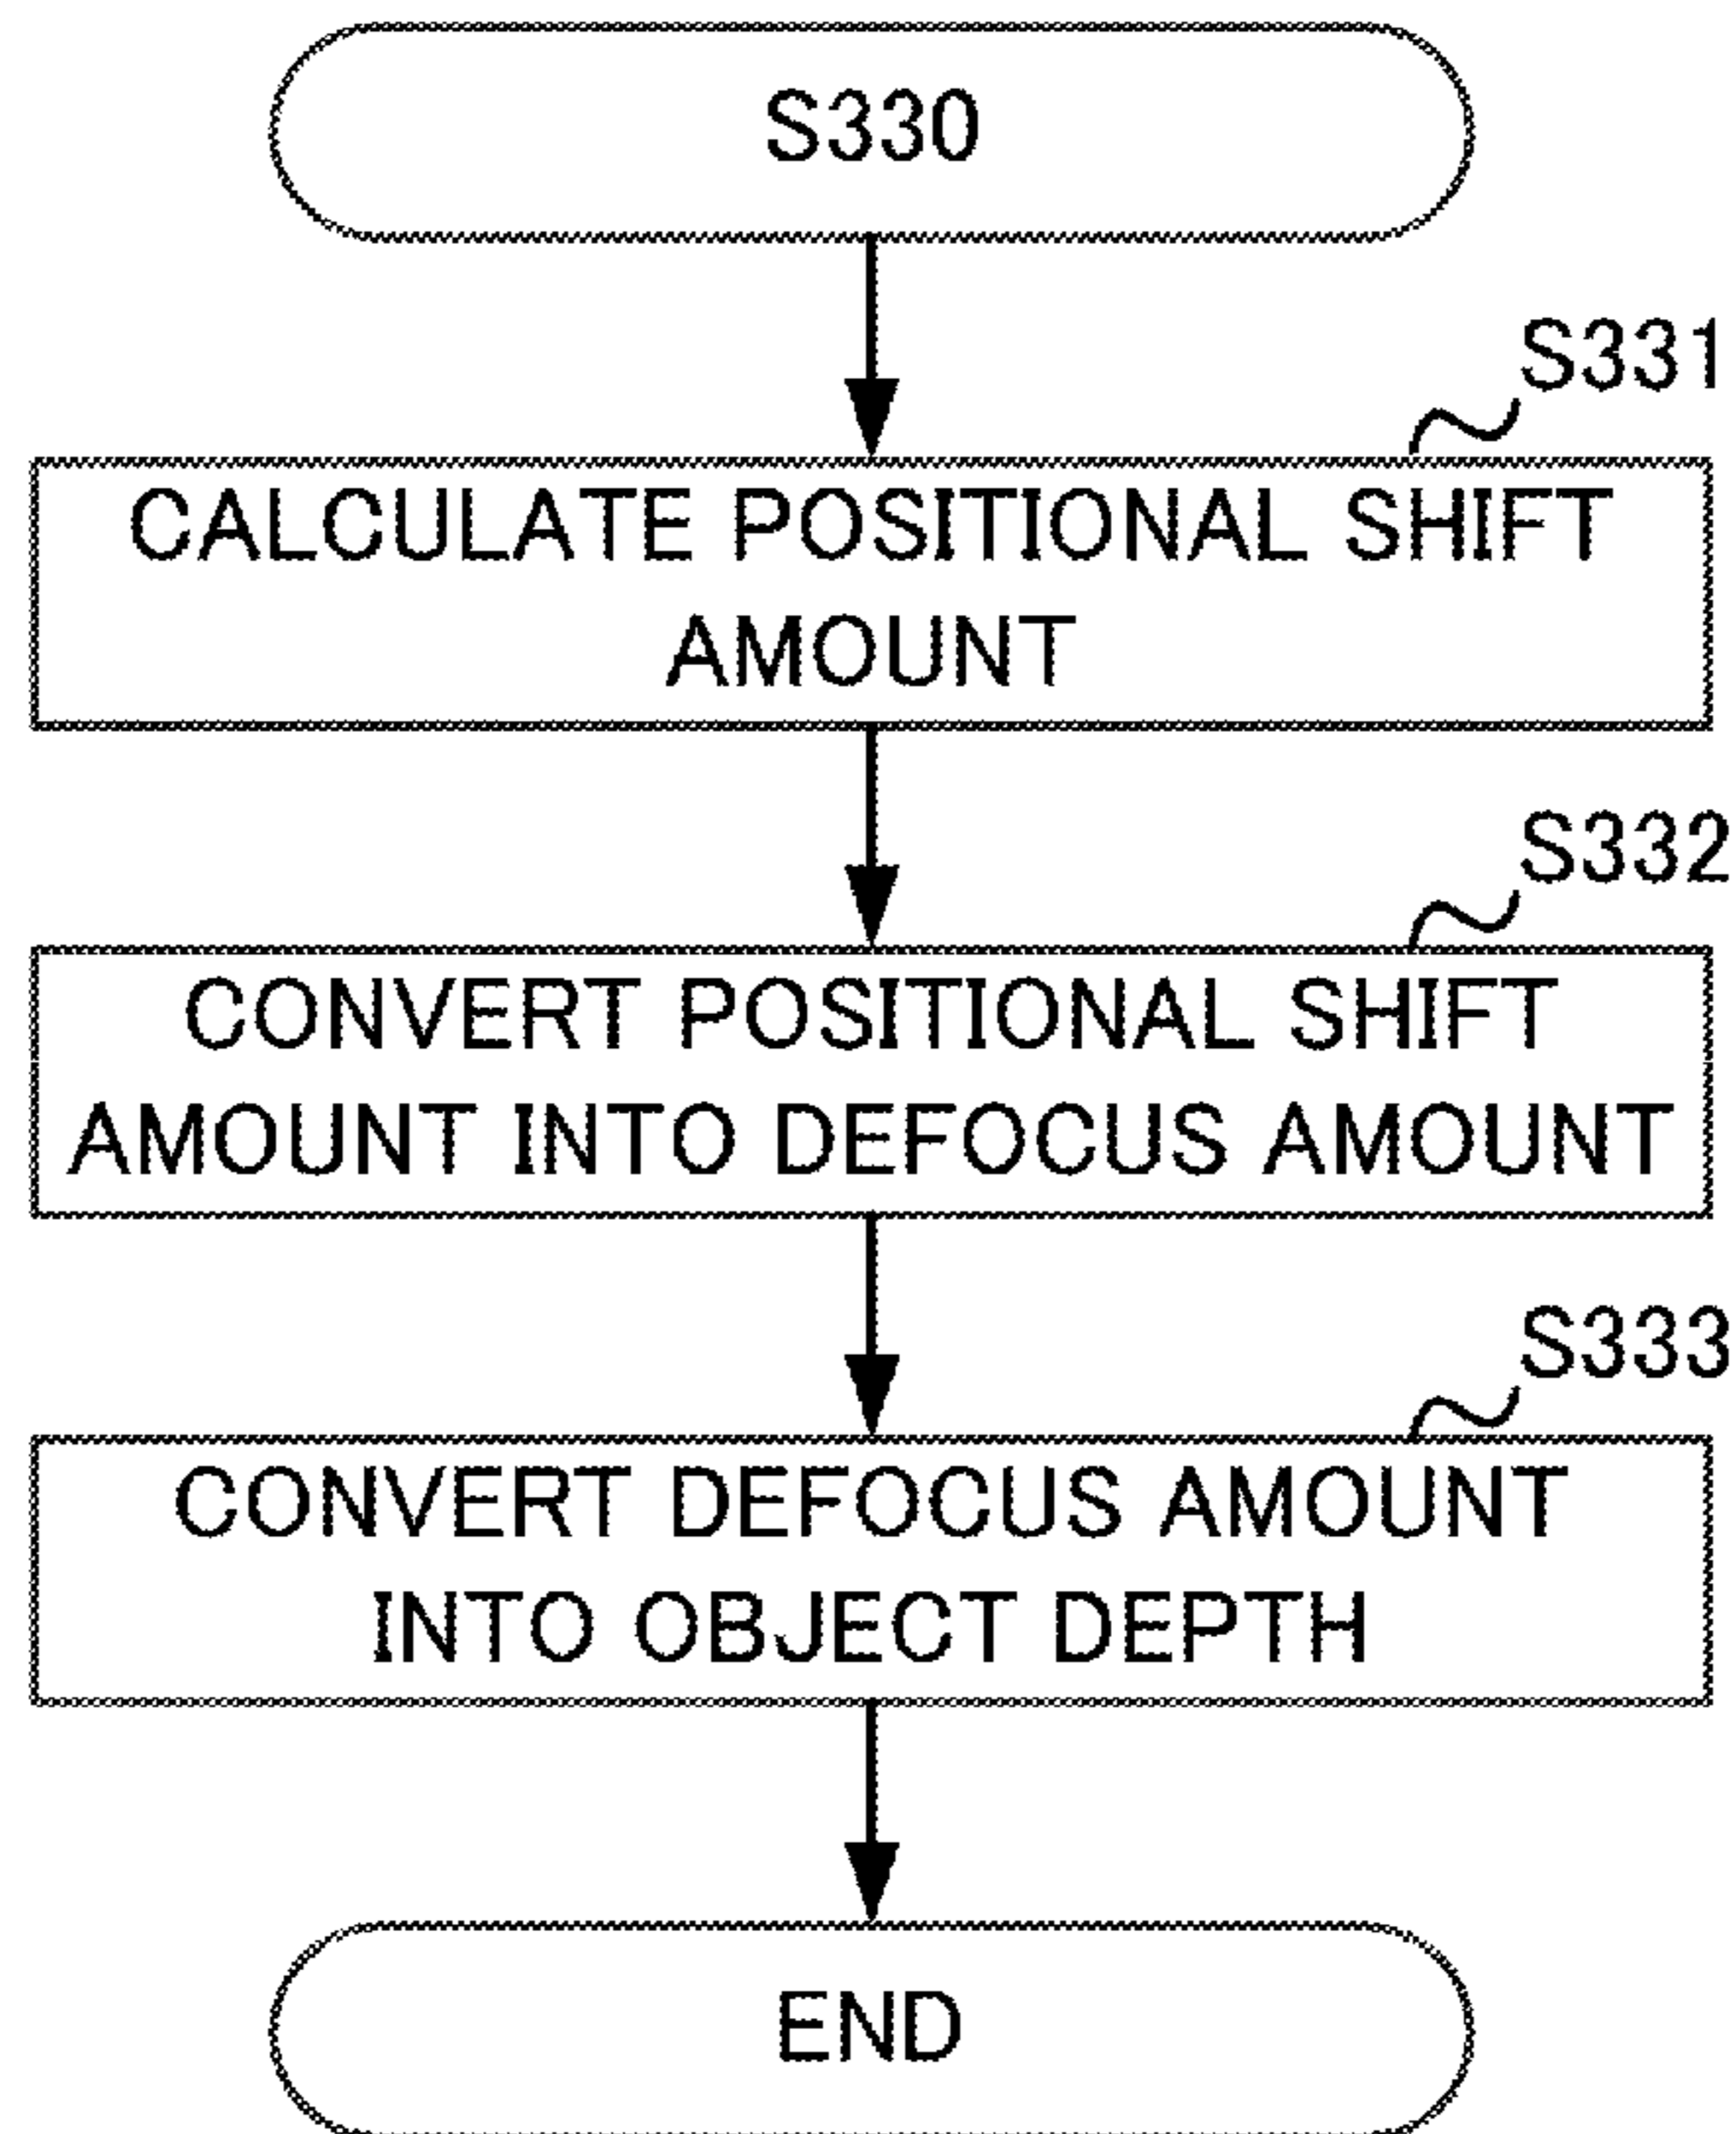 S330
S331
CALCULATE POSITIONAL SHIFT
AMOUNT
S332
CONVERT POSITIONAL SHIFT
AMOUNT INTO DEFOCUS AMOUNT
S333
CONVERT DEFOCUS AMOUNT
INTO OBJECT DEPTH
END